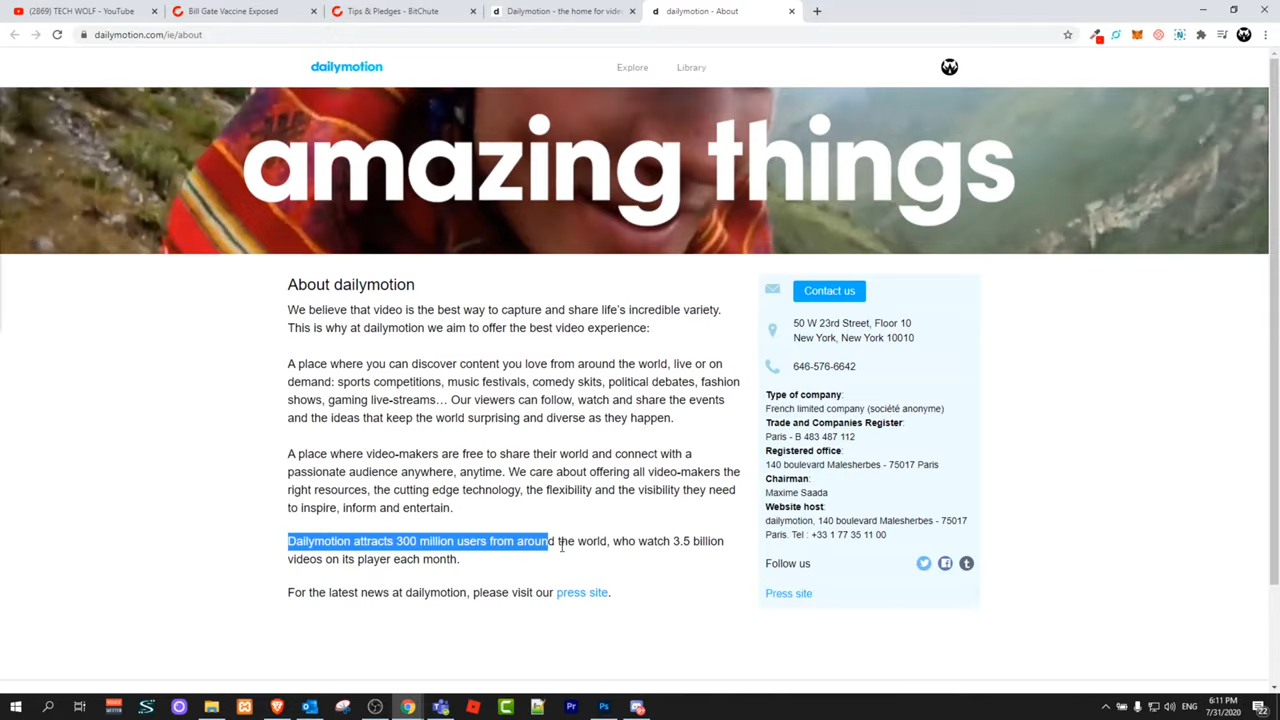 (2869) TECH WOLF - YouTube
Bill Gate Vaccine Exposed
Tips & Pledges - BitChute
Dailymotion - the home for vide
dailymotion - About
dailymotion.com/ie/about
dailymotion
Explore
Library
amazing things
About dailymotion
We believe that video is the best way to capture and share life's incredible variety.
This is why at dailymotion we aim to offer the best video experience:
A place where you can discover content you love from around the world, live or on
demand: sports competitions, music festivals, comedy skits, political debates, fashion
shows, gaming live-streams… Our viewers can follow, watch and share the events
and the ideas that keep the world surprising and diverse as they happen.
A place where video-makers are free to share their world and connect with a
passionate audience anywhere, anytime. We care about offering all video-makers the
right resources, the cutting edge technology, the flexibility and the visibility they need
to inspire, inform and entertain.
Dailymotion attracts 300 million users from around the world, who watch 3.5 billion
videos on its player each month.
For the latest news at dailymotion, please visit our press site.
Contact us
50 W 23rd Street, Floor 10
New York, New York 10010
646-576-6642
Type of company:
French limited company (société anonyme)
Trade and Companies Register:
Paris - B 483 487 112
Registered office:
140 boulevard Malesherbes - 75017 Paris
Chairman:
Maxime Saada
Website host:
dailymotion, 140 boulevard Malesherbes - 75017
Paris. Tel : +33 1 77 35 11 00
Follow us
Press site
6:11 PM
7/31/2020
22